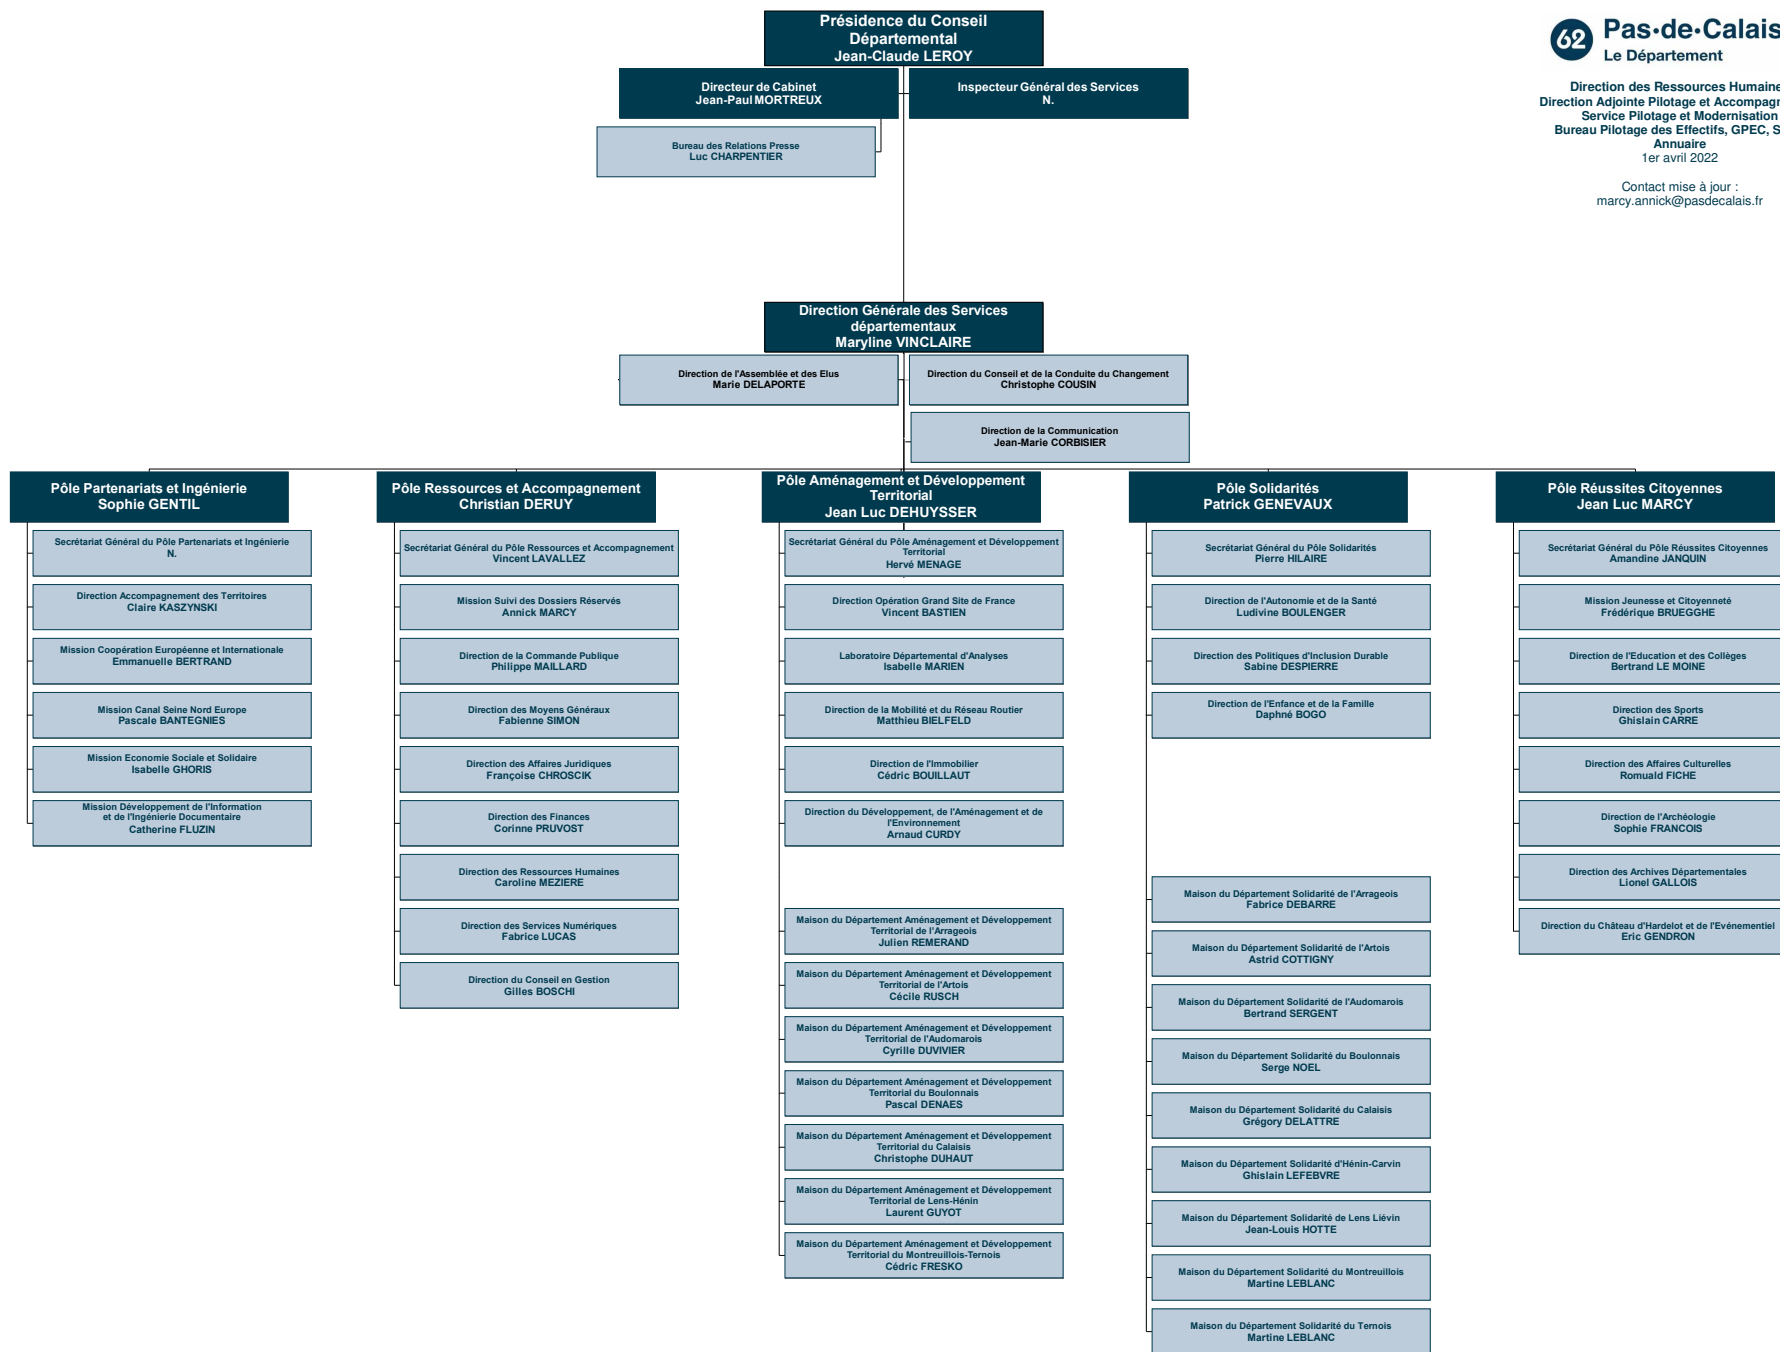 Présidence du Conseil
Départemental
Jean-Claude LEROY
Directeur de Cabinet
Jean-Paul MORTREUX
Inspecteur Général des Services
N.
Bureau des Relations Presse
Luc CHARPENTIER
62 Pas•de•Calais
Le Département
Direction des Ressources Humaine
Direction Adjointe Pilotage et Accompagn
Service Pilotage et Modernisation
Bureau Pilotage des Effectifs, GPEC, S
Annuaire
1er avril 2022
Contact mise à jour :
marcy.annick@pasdecalais.fr
Direction Générale des Services
départementaux
Maryline VINCLAIRE
Direction de l'Assemblée et des Elus
Marie DELAPORTE
Direction du Conseil et de la Conduite du Changement
Christophe COUSIN
Direction de la Communication
Jean-Marie CORBISIER
Pôle Partenariats et Ingénierie
Sophie GENTIL
Secrétariat Général du Pôle Partenariats et Ingénierie
N.
Direction Accompagnement des Territoires
Claire KASZYNSKI
Mission Coopération Européenne et Internationale
Emmanuelle BERTRAND
Mission Canal Seine Nord Europe
Pascale BANTEGNIES
Mission Economie Sociale et Solidaire
Isabelle GHORIS
Mission Développement de l'Information
et de l'Ingénierie Documentaire
Catherine FLUZIN
Pôle Ressources et Accompagnement
Christian DERUY
Secrétariat Général du Pôle Ressources et Accompagnement
Vincent LAVALLEZ
Mission Suivi des Dossiers Réservés
Annick MARCY
Direction de la Commande Publique
Philippe MAILLARD
Direction des Moyens Généraux
Fabienne SIMON
Direction des Affaires Juridiques
Françoise CHROSCIK
Direction des Finances
Corinne PRUVOST
Direction des Ressources Humaines
Caroline MEZIERE
Direction des Services Numériques
Fabrice LUCAS
Direction du Conseil en Gestion
Gilles BOSCHI
Pôle Aménagement et Développement
Territorial
Jean Luc DEHUYSSER
Secrétariat Général du Pôle Aménagement et Développement
Territorial
Hervé MENAGE
Direction Opération Grand Site de France
Vincent BASTIEN
Laboratoire Départemental d'Analyses
Isabelle MARIEN
Direction de la Mobilité et du Réseau Routier
Matthieu BIELFELD
Direction de l'Immobilier
Cédric BOUILLAUT
Direction du Développement, de l'Aménagement et de
l'Environnement
Arnaud CURDY
Maison du Département Aménagement et Développement
Territorial de l'Arrageois
Julien REMERAND
Maison du Département Aménagement et Développement
Territorial de l'Artois
Cécile RUSCH
Maison du Département Aménagement et Développement
Territorial de l'Audomarois
Cyrille DUVIVIER
Maison du Département Aménagement et Développement
Territorial du Boulonnais
Pascal DENAES
Maison du Département Aménagement et Développement
Territorial du Calaisis
Christophe DUHAUT
Maison du Département Aménagement et Développement
Territorial de Lens-Hénin
Laurent GUYOT
Maison du Département Aménagement et Développement
Territorial du Montreuillois-Ternois
Cédric FRESKO
Pôle Solidarités
Patrick GENEVAUX
Secrétariat Général du Pôle Solidarités
Pierre HILAIRE
Direction de l'Autonomie et de la Santé
Ludivine BOULENGER
Direction des Politiques d'Inclusion Durable
Sabine DESPIERRE
Direction de l'Enfance et de la Famille
Daphné BOGO
Maison du Département Solidarité de l'Arrageois
Fabrice DEBARRE
Maison du Département Solidarité de l'Artois
Astrid COTTIGNY
Maison du Département Solidarité de l'Audomarois
Bertrand SERGENT
Maison du Département Solidarité du Boulonnais
Serge NOEL
Maison du Département Solidarité du Calaisis
Grégory DELATTRE
Maison du Département Solidarité d'Hénin-Carvin
Ghislain LEFEBVRE
Maison du Département Solidarité de Lens Liévin
Jean-Louis HOTTE
Maison du Département Solidarité du Montreuillois
Martine LEBLANC
Maison du Département Solidarité du Ternois
Martine LEBLANC
Pôle Réussites Citoyennes
Jean Luc MARCY
Secrétariat Général du Pôle Réussites Citoyennes
Amandine JANQUIN
Mission Jeunesse et Citoyenneté
Frédérique BRUEGGHE
Direction de l'Education et des Collèges
Bertrand LE MOINE
Direction des Sports
Ghislain CARRE
Direction des Affaires Culturelles
Romuald FICHE
Direction de l'Archéologie
Sophie FRANCOIS
Direction des Archives Départementales
Lionel GALLOIS
Direction du Château d'Hardelot et de l'Evénementiel
Eric GENDRON